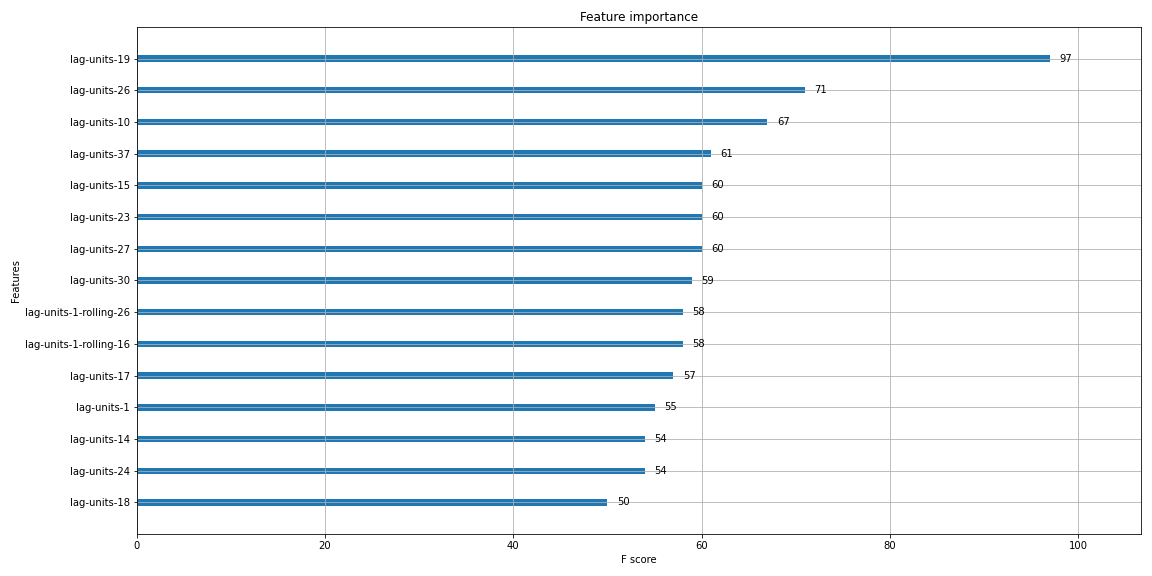 Feature importance
lag-units-19 97
lag-units-26 71
lag-units-10 67
lag-units-37 61
lag-units-15 60
lag-units-23 60
lag-units-27 60
lag-units-30 59
lag-units-1-rolling-26 58
lag-units-1-rolling-16 58
lag-units-17 57
lag-units-1 55
lag-units-14 54
lag-units-24 54
lag-units-18 50
Features
0 20 40 60 80 100
F score